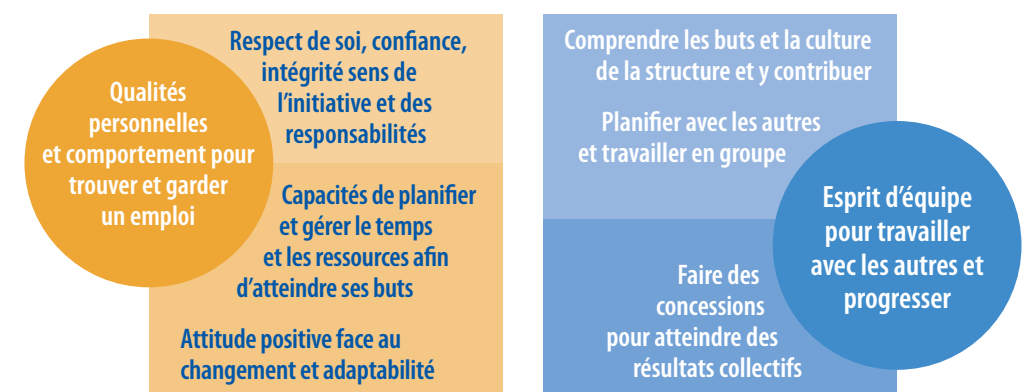 Qualités
personnelles
et comportement pour
trouver et garder
un emploi
Respect de soi, confiance,
intégrité sens de
l'initiative et des
responsabilités
Capacités de planifier
et gérer le temps
et les ressources afin
d'atteindre ses buts
Attitude positive face au
changement et adaptabilité
Comprendre les buts et la culture
de la structure et y contribuer
Planifier avec les autres
et travailler en groupe
Faire des
concessions
pour atteindre des
résultats collectifs
Esprit d'équipe
pour travailler
avec les autres et
progresser